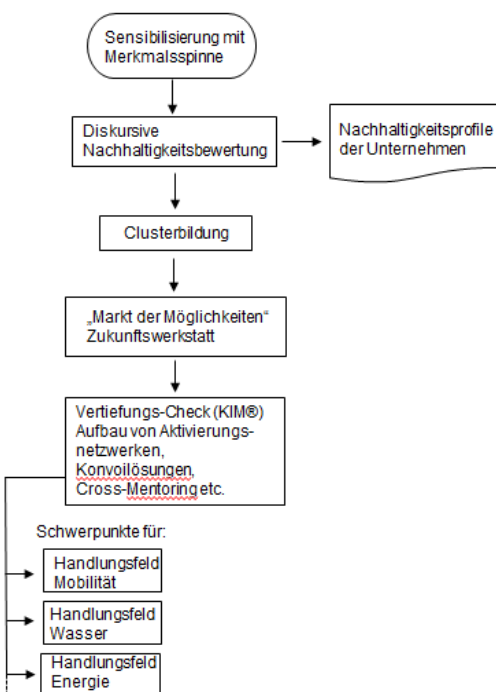 Sensibilisierung mit
Merkmalsspinne
Diskursive
Nachhaltigkeitsbewertung
Nachhaltigkeitsprofile
der Unternehmen
Clusterbildung
„Markt der Möglichkeiten“
Zukunftswerkstatt
Vertiefungs-Check (KIM®)
Aufbau von Aktivierungs-
netzwerken,
Konvoilösungen,
Cross-Mentoring etc.
Schwerpunkte für:
Handlungsfeld
Mobilität
Handlungsfeld
Wasser
Handlungsfeld
Energie